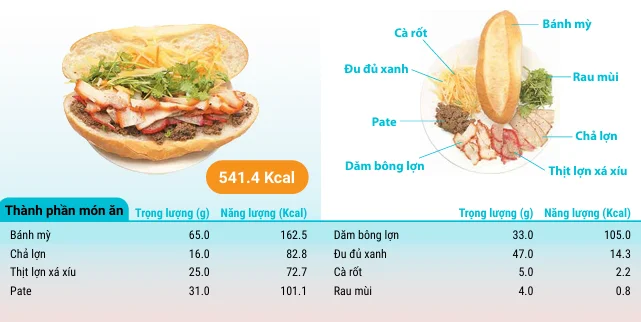 Cà rốt
Bánh mỳ
Đu đủ xanh
Rau mùi
Pate
Chả lợn
Dăm bông lợn
Thịt lợn xá xíu
541.4 Kcal
Thành phần món ăn Trọng lượng (g) Năng lượng (Kcal) Trọng lượng (g) Năng lượng (Kcal)
Bánh mỳ 65.0 162.5 Dăm bông lợn 33.0 105.0
Chả lợn 16.0 82.8 Đu đủ xanh 47.0 14.3
Thịt lợn xá xíu 25.0 72.7 Cà rốt 5.0 2.2
Pate 31.0 101.1 Rau mùi 4.0 0.8